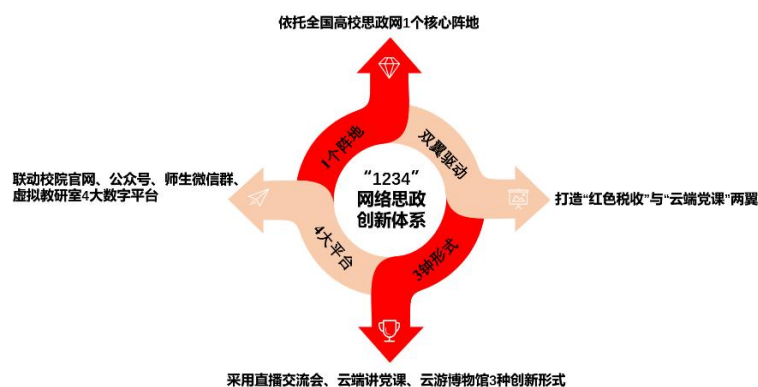 依托全国高校思政网1个核心阵地
1个阵地
双翼驱动
联动校院官网、公众号、师生微信群、
虚拟教研室4大数字平台
“1234”
网络思政
创新体系
打造“红色税收”与“云端党课”两翼
4大平台
3钟形式
采用直播交流会、云端讲党课、云游博物馆3种创新形式